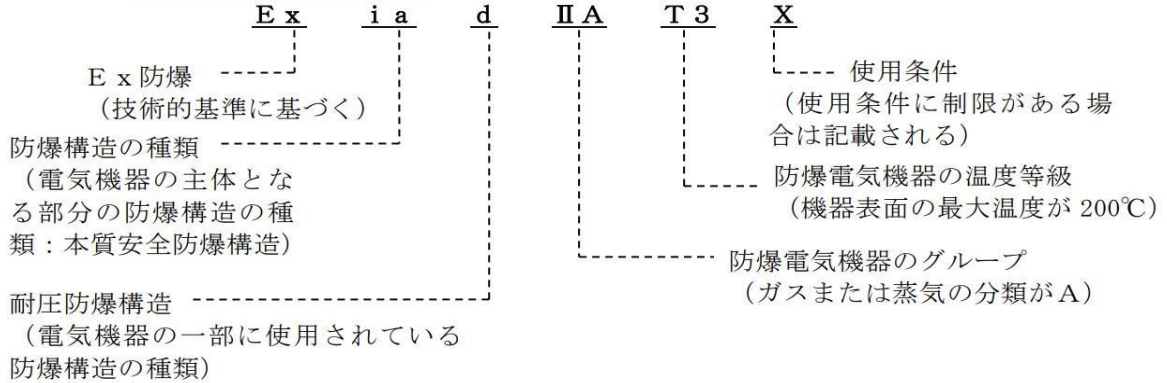 Ex ia d ⅡA T3 X
Ex防爆
(技術的基準に基づく)
防爆構造の種類
(電気機器の主体とな
る部分の防爆構造の種
類:本質安全防爆構造)
耐圧防爆構造
(電気機器の一部に使用されている
防爆構造の種類)
使用条件
(使用条件に制限がある場
合は記載される)
防爆電気機器の温度等級
(機器表面の最大温度が 200℃)
防爆電気機器のグループ
(ガスまたは蒸気の分類がA)